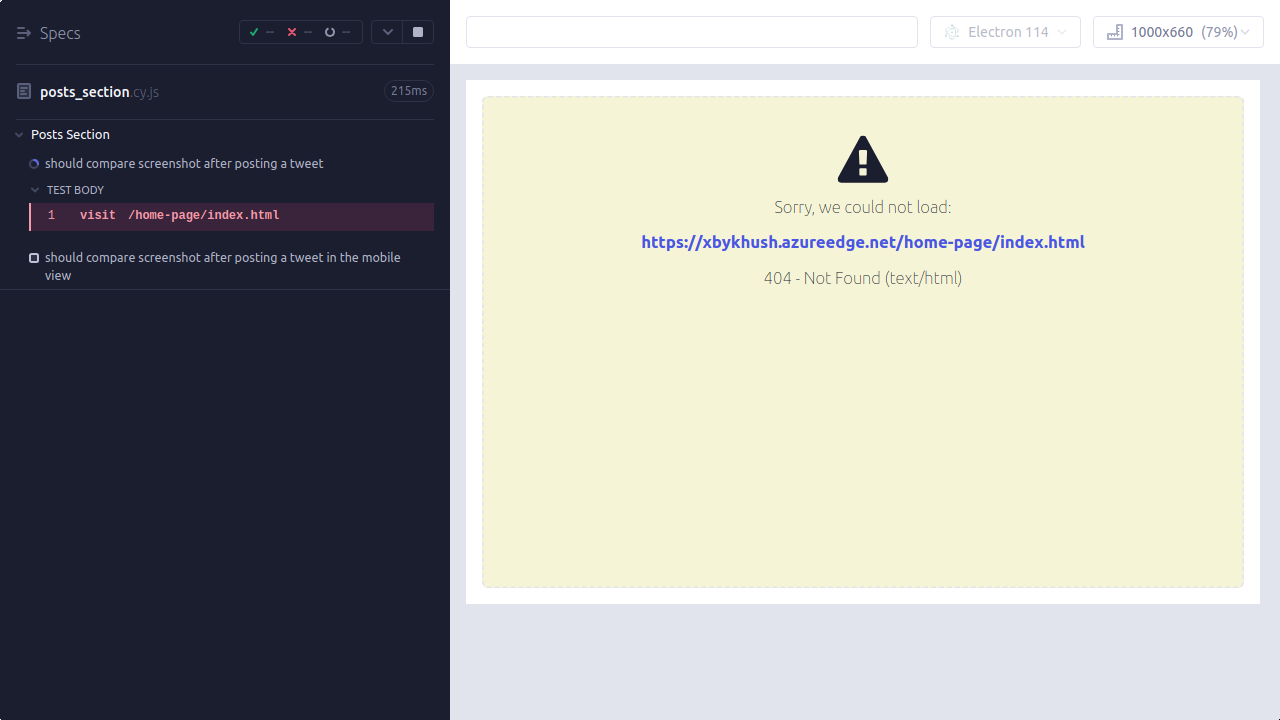 Specs
-- -- --
posts_section.cy.js 215ms
Posts Section
should compare screenshot after posting a tweet
TEST BODY
1 visit /home-page/index.html
should compare screenshot after posting a tweet in the mobile
view
Electron 114
1000x660 (79%)
Sorry, we could not load:
https://xbykhush.azureedge.net/home-page/index.html
404 - Not Found (text/html)